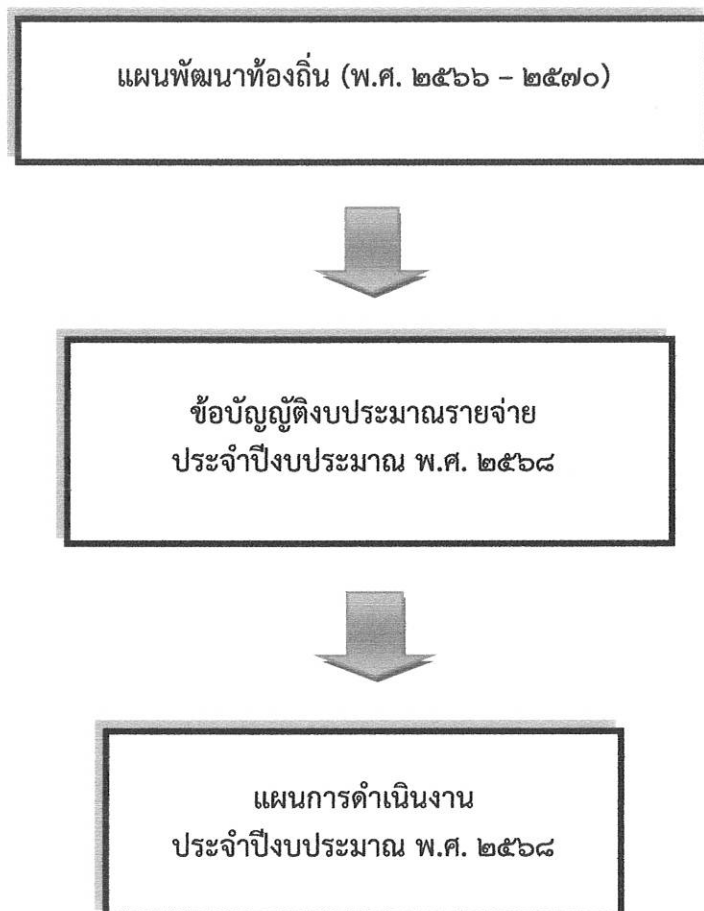 แผนพัฒนาท้องถิ่น (พ.ศ. ๒๕๖๖ – ๒๕๗๐)
ข้อบัญญัติงบประมาณรายจ่าย
ประจำปีงบประมาณ พ.ศ. ๒๕๖๘
แผนการดำเนินงาน
ประจำปีงบประมาณ พ.ศ. ๒๕๖๘